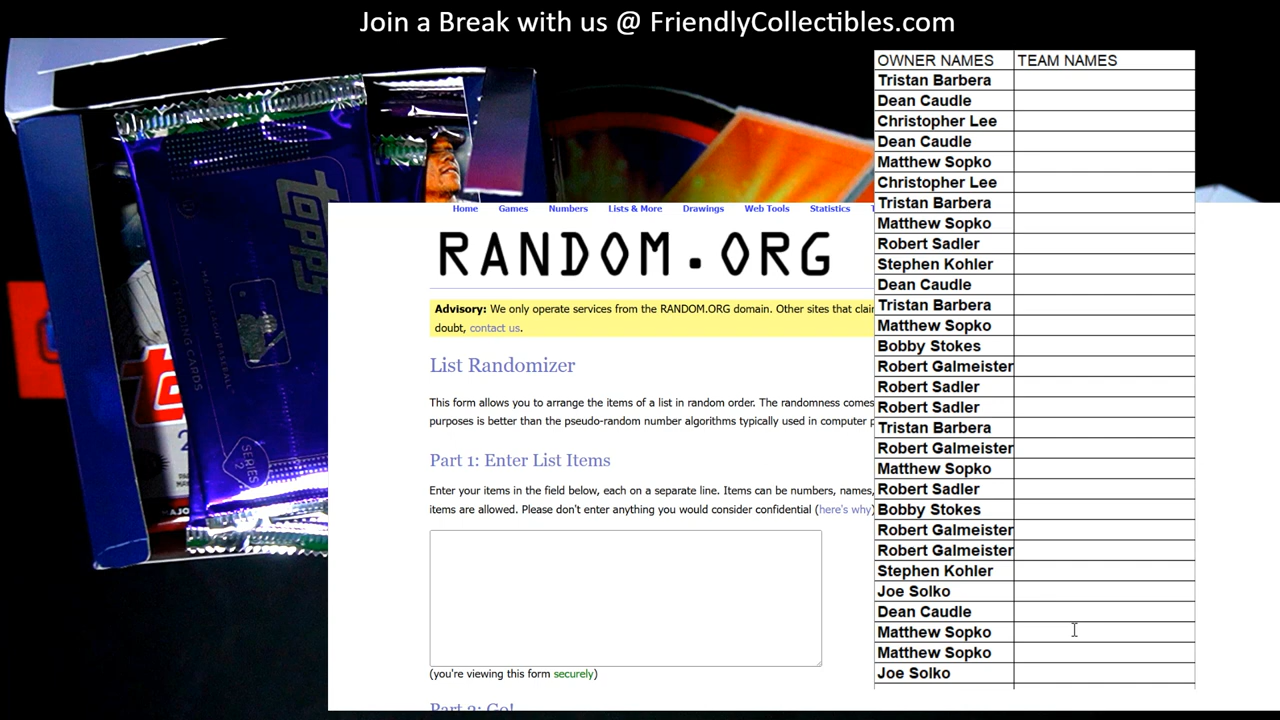 Join a Break with us @ FriendlyCollectibles.com
OWNER NAMES TEAM NAMES
Tristan Barbera
Dean Caudle
Christopher Lee
Dean Caudle
Matthew Sopko
Christopher Lee
Tristan Barbera
Matthew Sopko
Robert Sadler
Stephen Kohler
Dean Caudle
Tristan Barbera
Matthew Sopko
Bobby Stokes
Robert Galmeister
Robert Sadler
Robert Sadler
Tristan Barbera
Robert Galmeister
Matthew Sopko
Robert Sadler
Bobby Stokes
Robert Galmeister
Robert Galmeister
Stephen Kohler
Joe Solko
Dean Caudle
Matthew Sopko
Matthew Sopko
Joe Solko
Home Games Numbers Lists & More Drawings Web Tools Statistics
RANDOM.ORG
Advisory: We only operate services from the RANDOM.ORG domain. Other sites that
doubt, contact us.
List Randomizer
This form allows you to arrange the items of a list in random order. The randomness comes
purposes is better than the pseudo-random number algorithms typically used in computer
Part 1: Enter List Items
Enter your items in the field below, each on a separate line. Items can be numbers, names,
items are allowed. Please don't enter anything you would consider confidential (here's why)
(you're viewing this form securely)
Part 2: Go!
topps
TRADING CARDS
SERIES
2